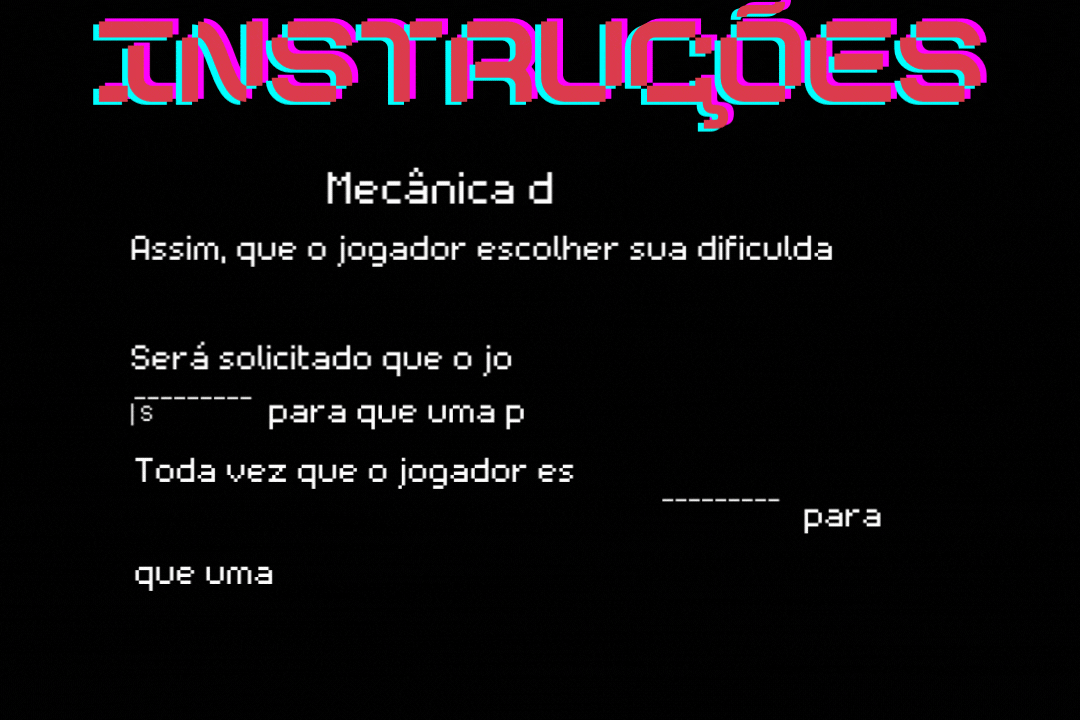 INSTRUÇÕES
Mecânica d
Assim, que o jogador escolher sua dificulda
Será solicitado que o jo
---------
|s para que uma p
Toda vez que o jogador es
---------
para
que uma